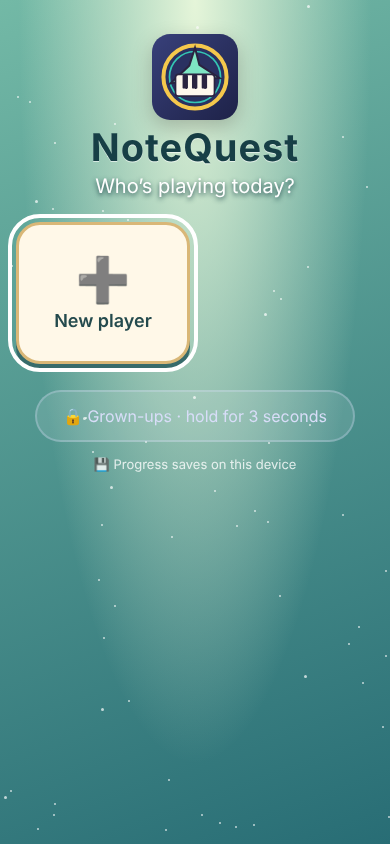 NoteQuest
Who's playing today?
New player
🔒 Grown-ups · hold for 3 seconds
💾 Progress saves on this device